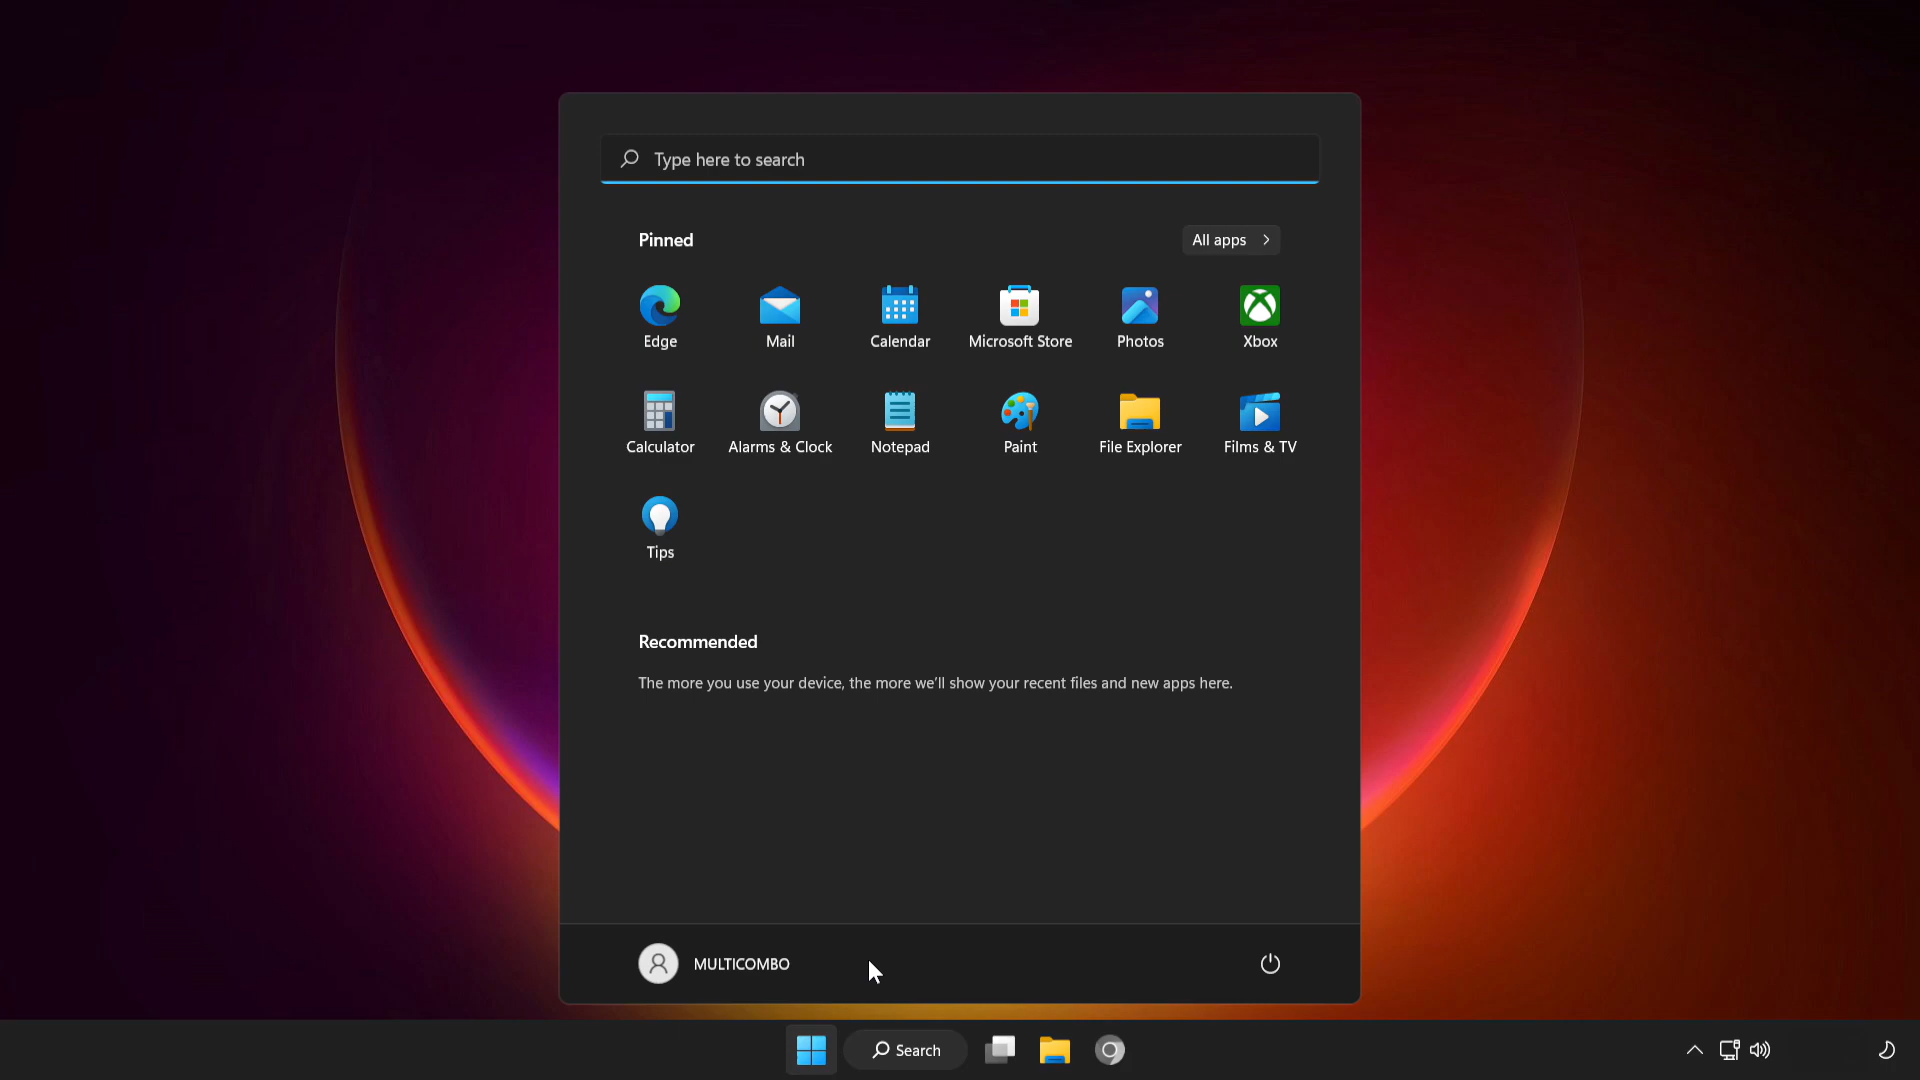 Type here to search
Pinned
All apps
Edge
Mail
Calendar
Microsoft Store
Photos
Xbox
Calculator
Alarms & Clock
Notepad
Paint
File Explorer
Films & TV
Tips
Recommended
The more you use your device, the more we'll show your recent files and new apps here.
MULTICOMBO
Search